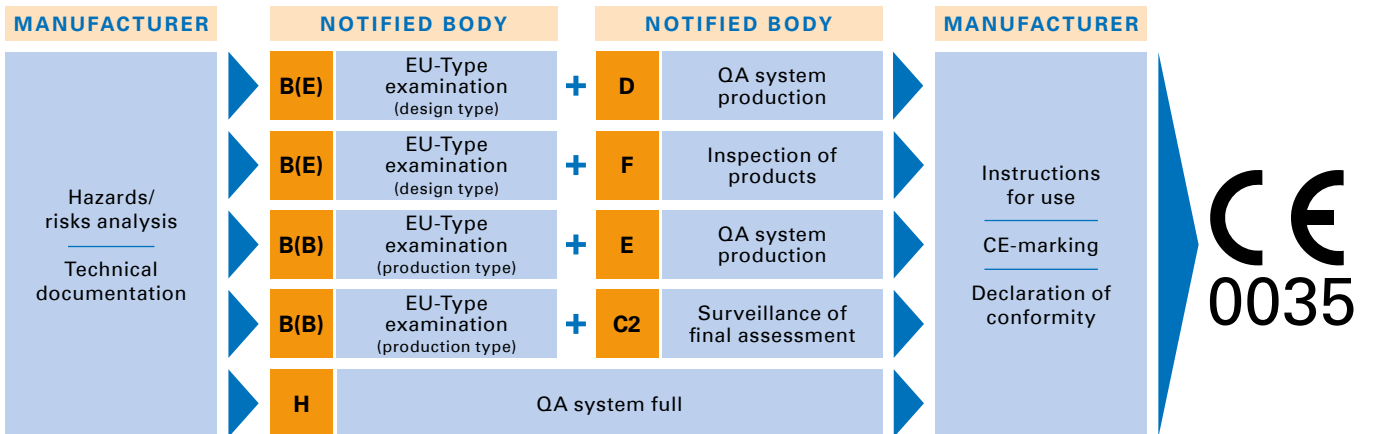 MANUFACTURER
NOTIFIED BODY
NOTIFIED BODY
MANUFACTURER
Hazards/
risks analysis
Technical
documentation
B(E)
EU-Type
examination
(design type)
+
D
QA system
production
B(E)
EU-Type
examination
(design type)
+
F
Inspection of
products
B(B)
EU-Type
examination
(production type)
+
E
QA system
production
B(B)
EU-Type
examination
(production type)
+
C2
Surveillance of
final assessment
H
QA system full
Instructions
for use
CE-marking
Declaration of
conformity
CE
0035